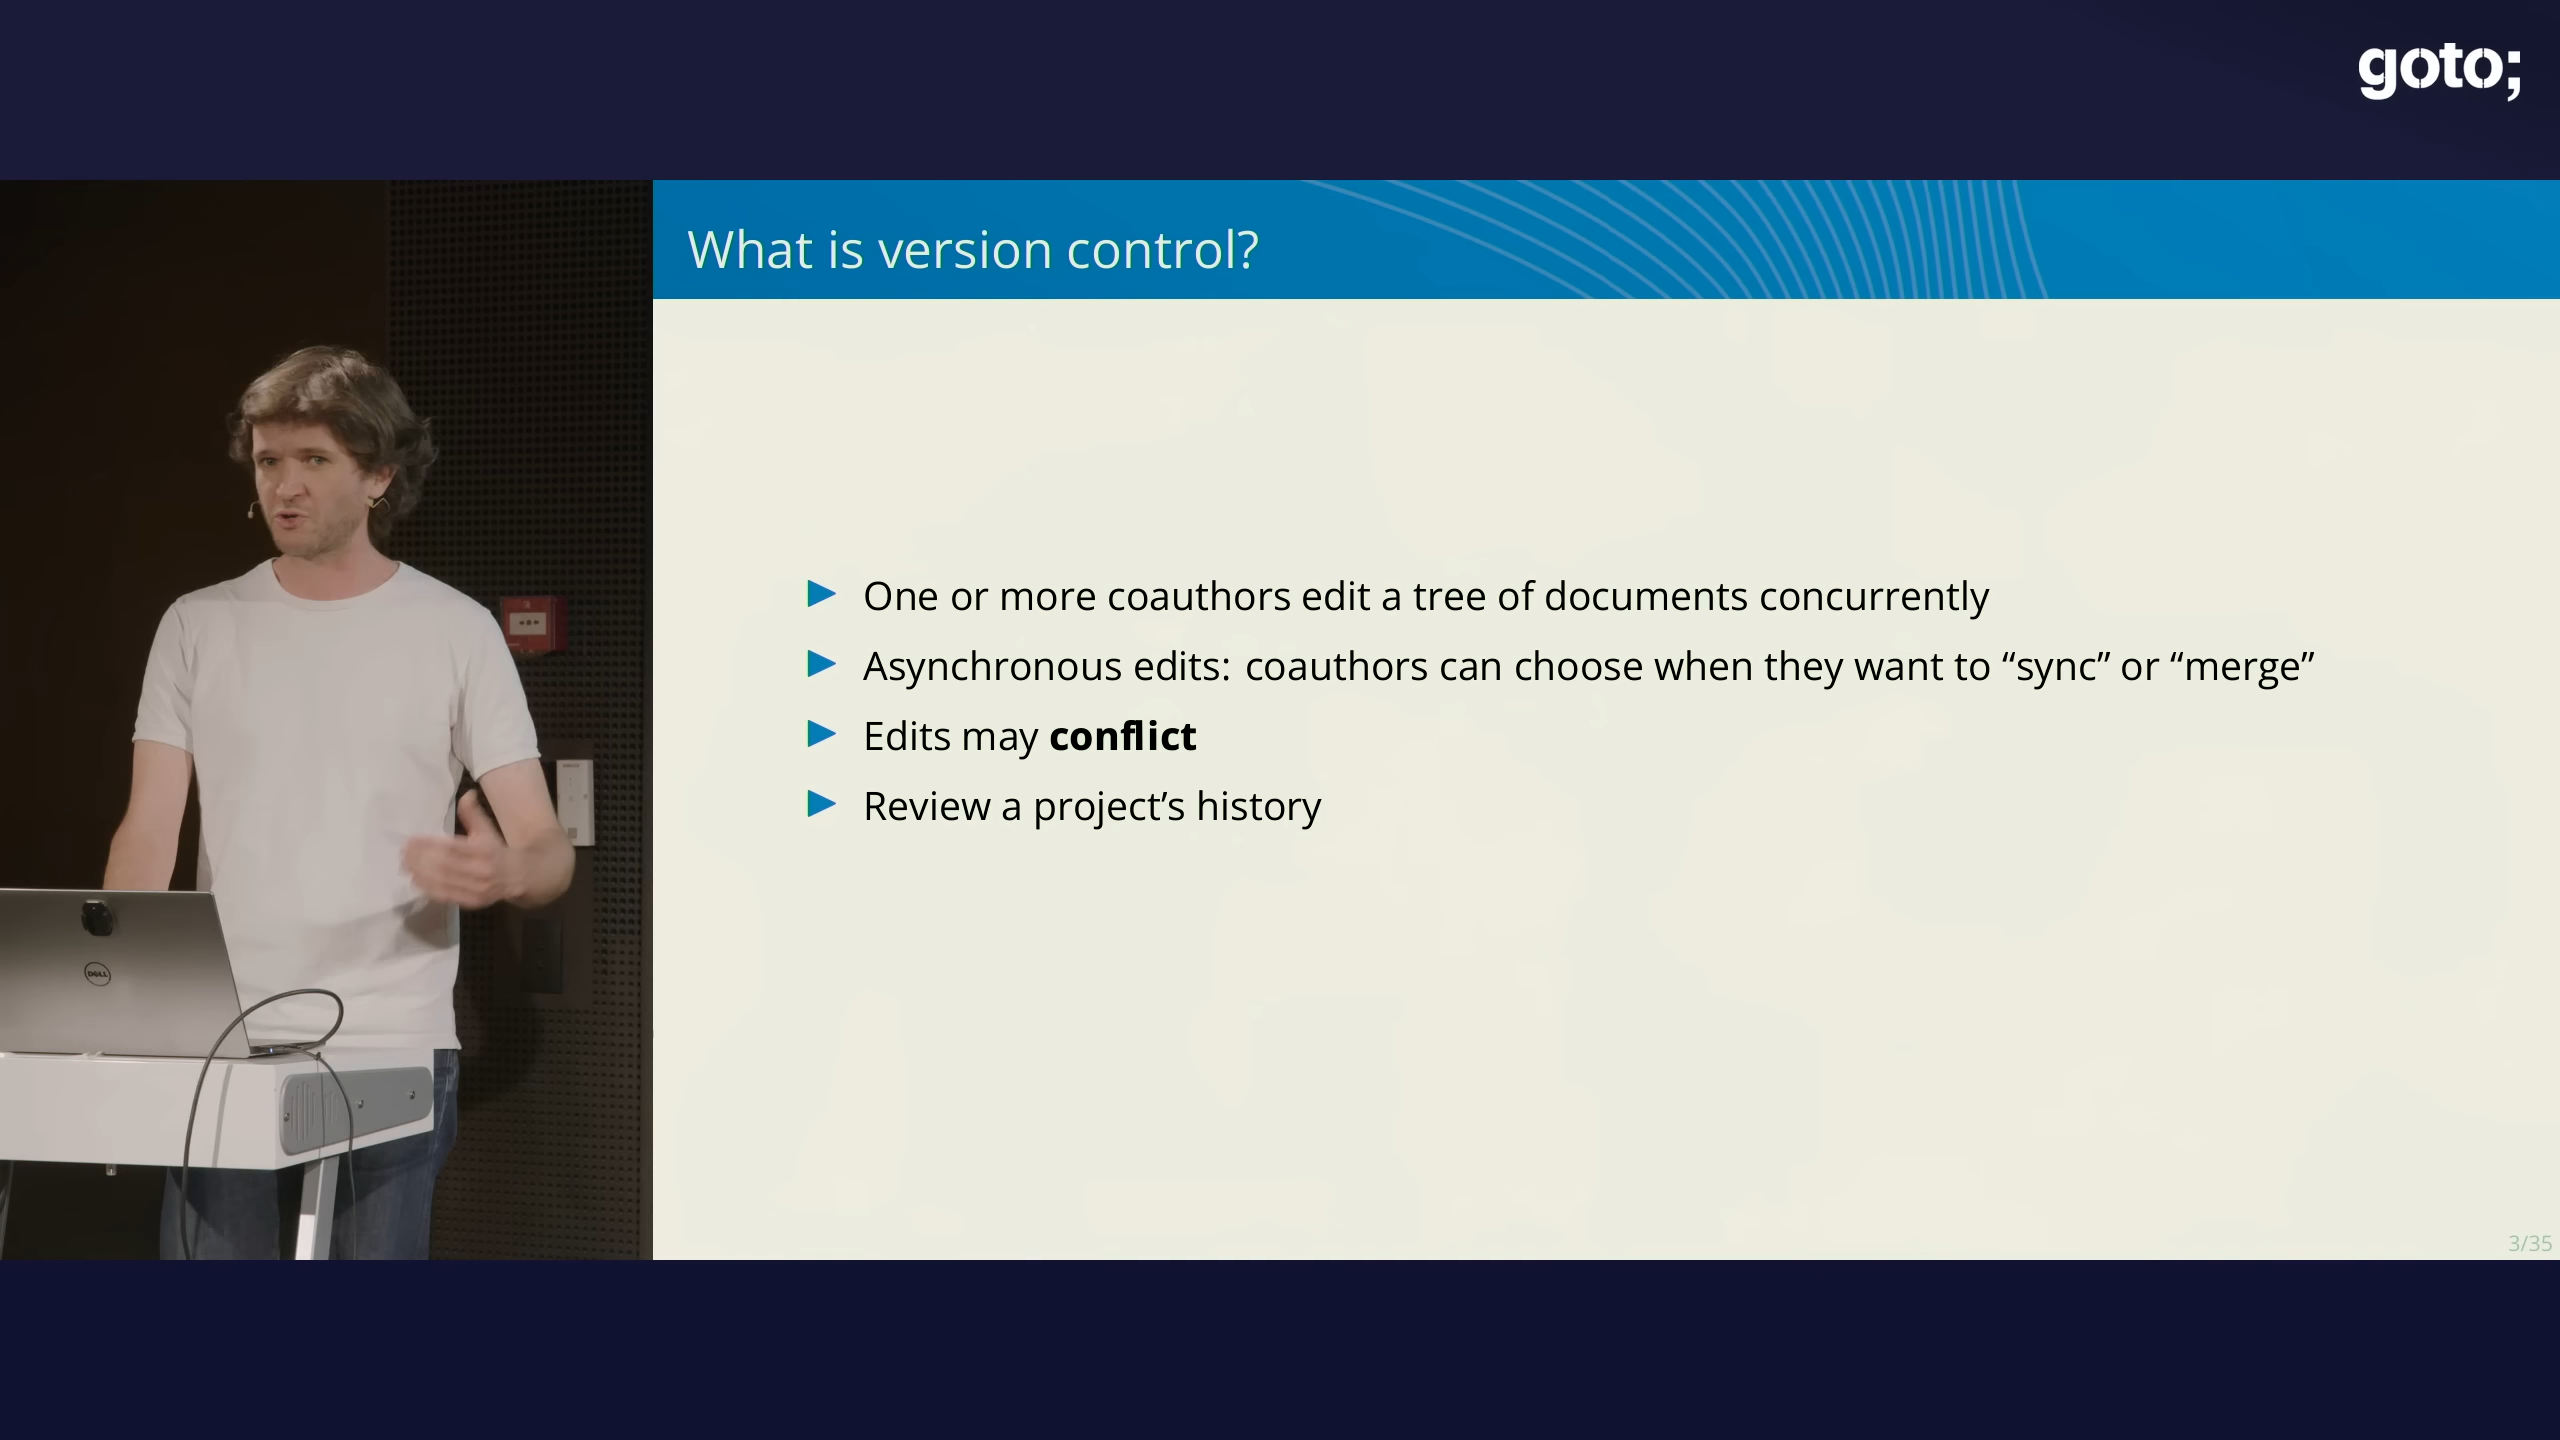 goto;
What is version control?
One or more coauthors edit a tree of documents concurrently
Asynchronous edits: coauthors can choose when they want to “sync” or “merge”
Edits may conflict
Review a project’s history
DELL
3/35